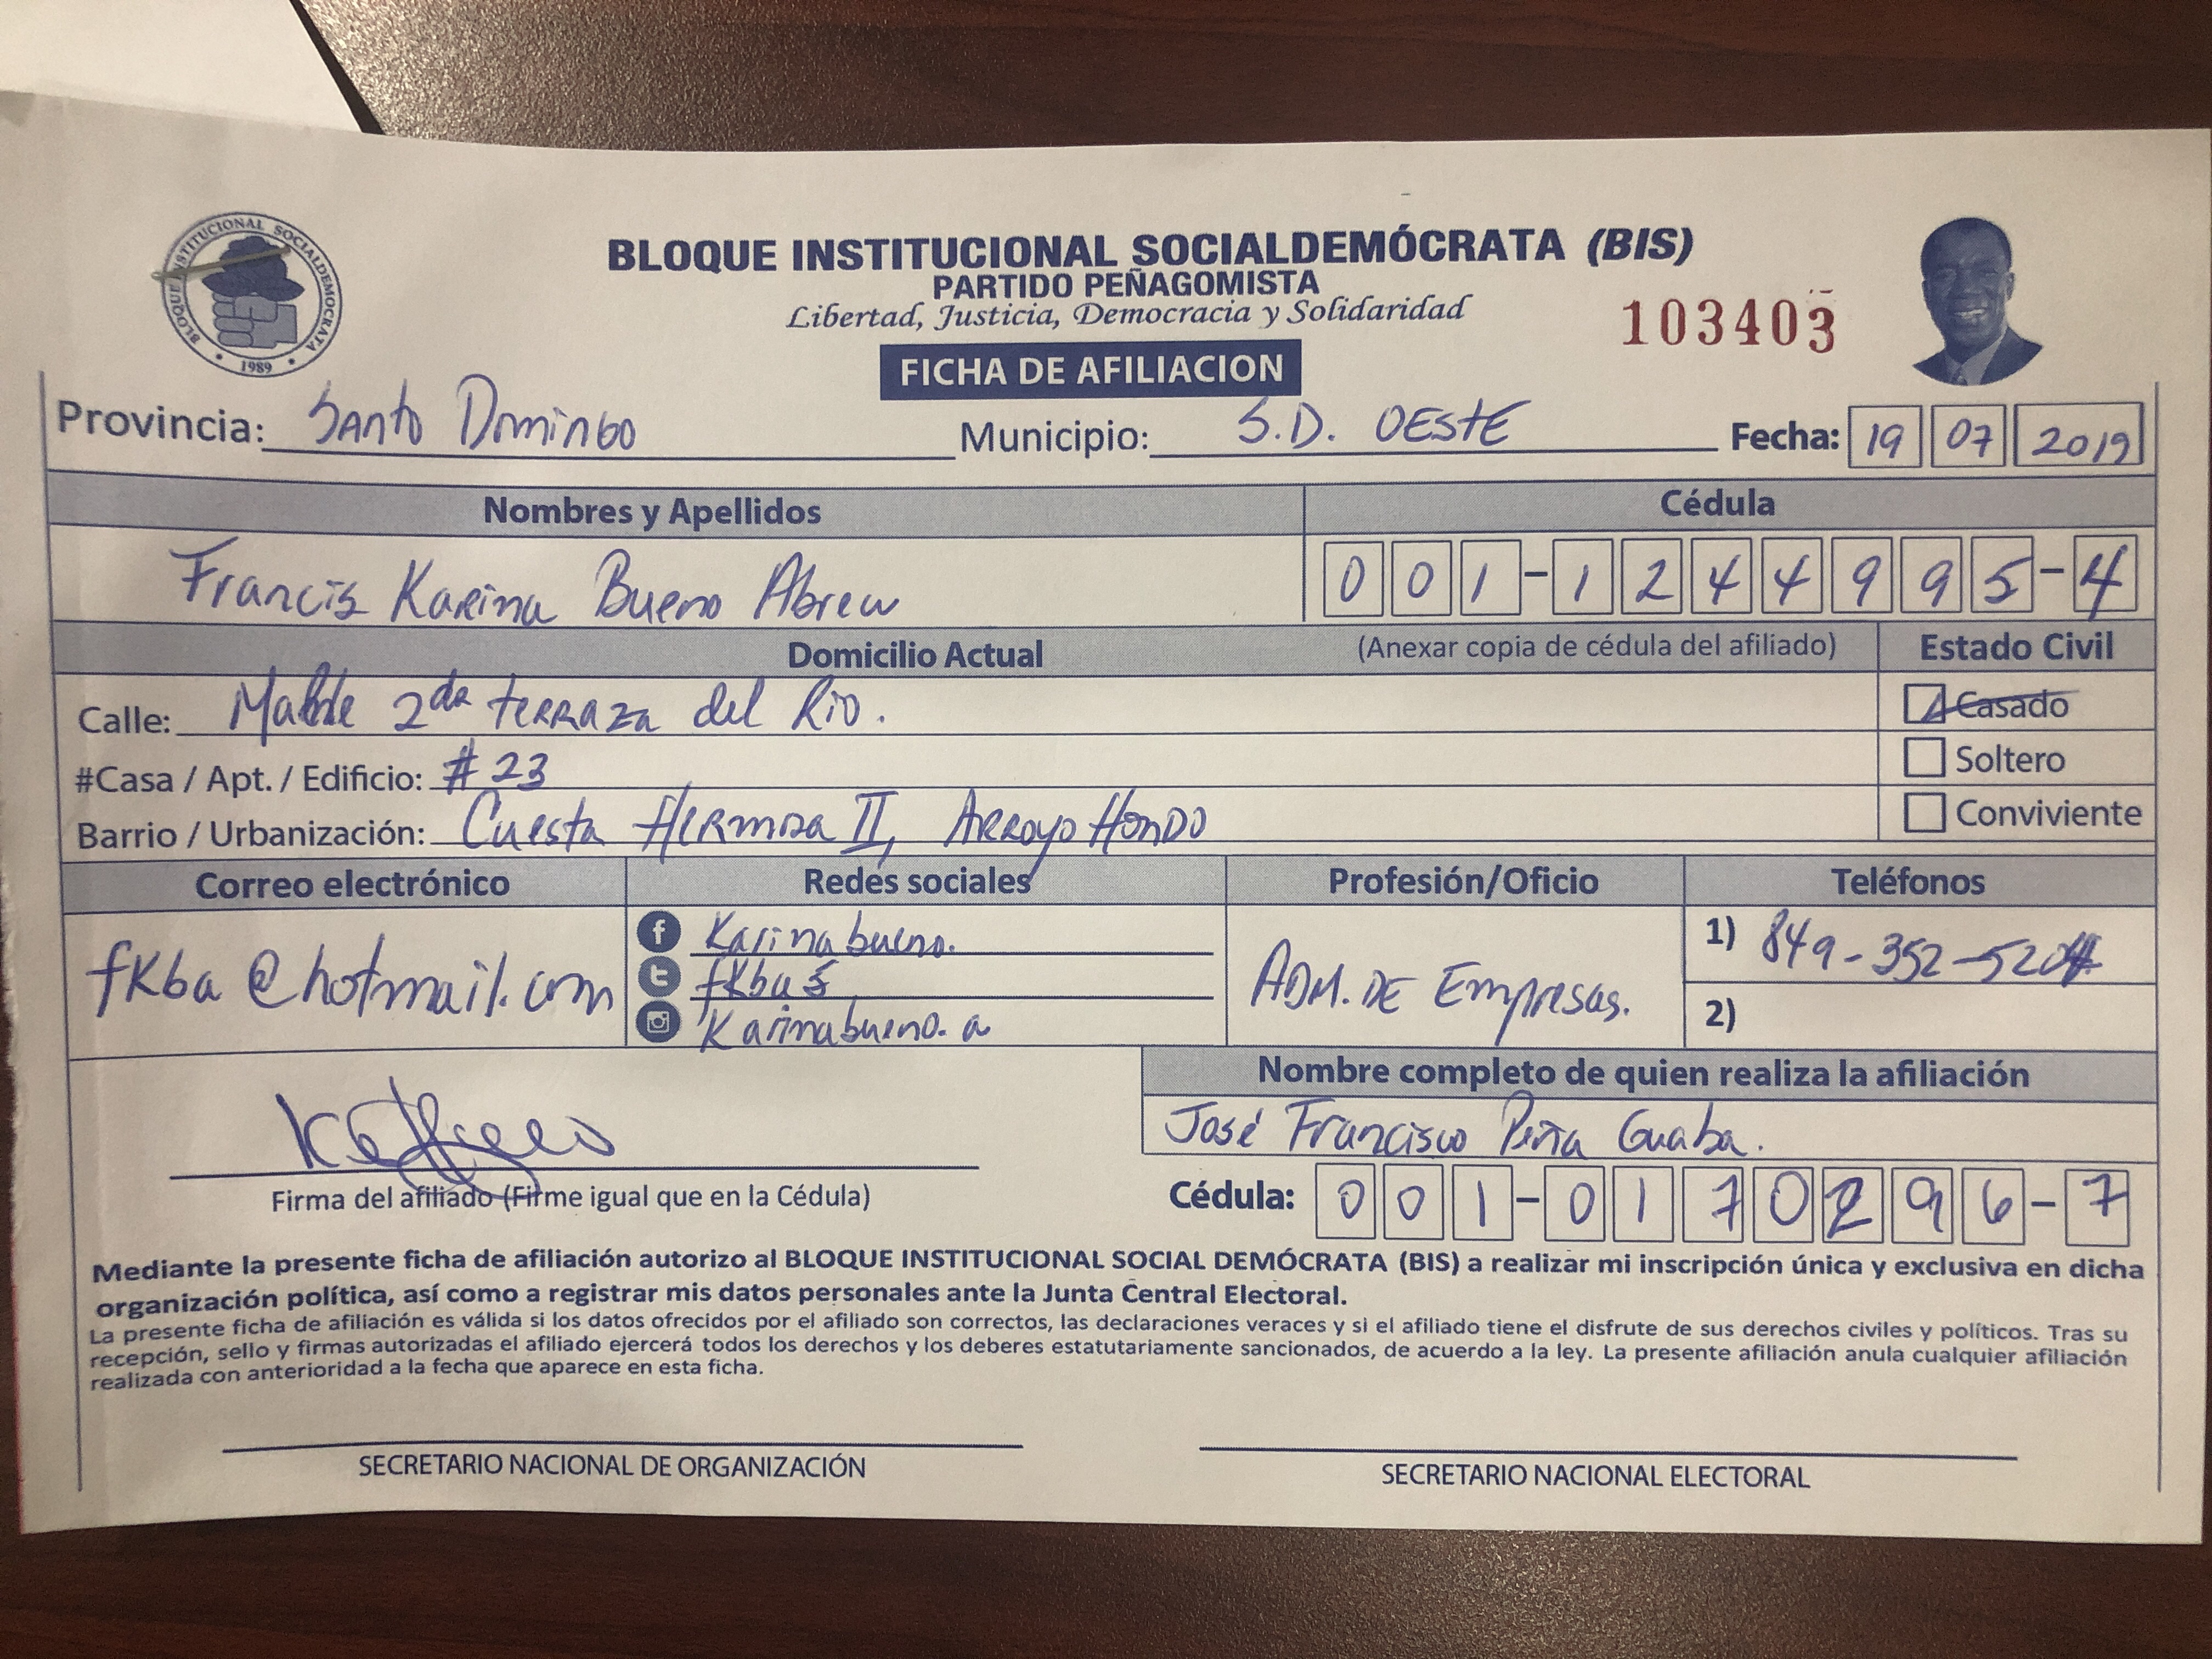 BLOQUE INSTITUCIONAL SOCIALDEMÓCRATA
1989
BLOQUE INSTITUCIONAL SOCIALDEMÓCRATA (BIS)
PARTIDO PEÑAGOMISTA
Libertad, Justicia, Democracia y Solidaridad
103403
FICHA DE AFILIACION
Provincia: Santo Domingo Municipio: S.D. OESTE Fecha: 19 07 2019
Nombres y Apellidos Cédula
Francis Karina Bueno Abreu 001-1244995-4
Domicilio Actual (Anexar copia de cédula del afiliado) Estado Civil
Calle: 2da terraza del Rio. Casado
#Casa / Apt. / Edificio: #23 Soltero
Barrio / Urbanización: Cuesta Hermosa II, Arroyo Hondo Conviviente
Correo electrónico Redes sociales Profesión/Oficio Teléfonos
fkba@hotmail.com Karinabueno. ADM. DE Empresas. 1) 849-352-
Karinabueno.a 2)
Nombre completo de quien realiza la afiliación
José Francisco Peña Guaba.
Firma del afiliado (Firme igual que en la Cédula) Cédula: 001-0170296-7
Mediante la presente ficha de afiliación autorizo al BLOQUE INSTITUCIONAL SOCIAL DEMÓCRATA (BIS) a realizar mi inscripción única y exclusiva en dicha
organización política, así como a registrar mis datos personales ante la Junta Central Electoral.
La presente ficha de afiliación es válida si los datos ofrecidos por el afiliado son correctos, las declaraciones veraces y si el afiliado tiene el disfrute de sus derechos civiles y políticos. Tras su
recepción, sello y firmas autorizadas el afiliado ejercerá todos los derechos y los deberes estatutariamente sancionados, de acuerdo a la ley. La presente afiliación anula cualquier afiliación
realizada con anterioridad a la fecha que aparece en esta ficha.
SECRETARIO NACIONAL DE ORGANIZACIÓN SECRETARIO NACIONAL ELECTORAL